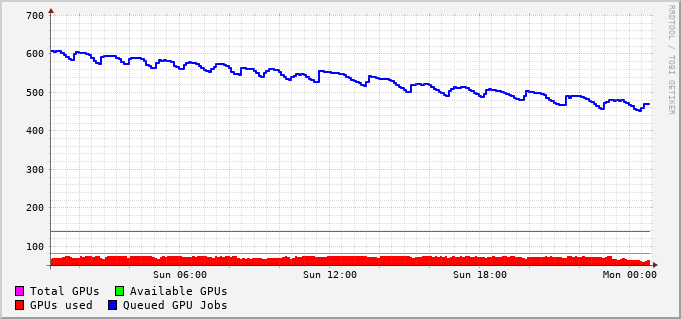 700
600
500
400
300
200
100
Sun 06:00 Sun 12:00 Sun 18:00 Mon 00:00
Total GPUs Available GPUs
GPUs used Queued GPU Jobs
RRDTOOL / TOBI OETIKER